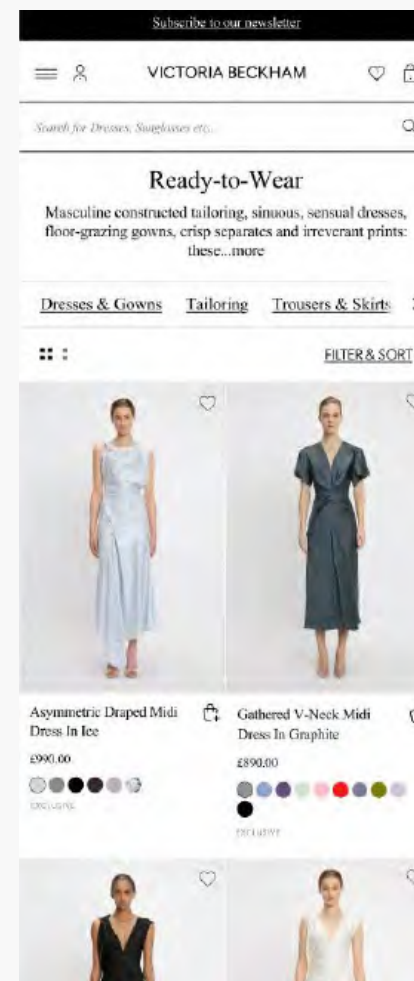 Subscribe to our newsletter
VICTORIA BECKHAM
Search for Dresses, Sunglasses etc...
Ready-to-Wear
Masculine constructed tailoring, sinuous, sensual dresses,
floor-grazing gowns, crisp separates and irreverant prints:
these...more
Dresses & Gowns Tailoring Trousers & Skirts
FILTER & SORT
Asymmetric Draped Midi
Dress In Ice
£990.00
EXCLUSIVE
Gathered V-Neck Midi
Dress In Graphite
£890.00
EXCLUSIVE